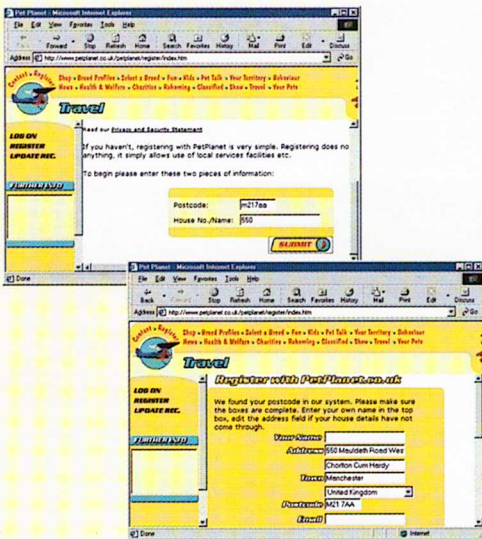 Pet Planet - Microsoft Internet Explorer
File Edit View Favorites Tools Help
Forward Stop Refresh Home Search Favorites History Mail Print Edit Discuss
Address http://www.petplanet.co.uk/petplanet/register/index.htm Go
Contact • Register
Shop • Breed Profiles • Select a Breed • Fun • Kids • Pet Talk • Your Territory • Behaviour
News • Health & Welfare • Charities • Rehoming • Classified • Show • Travel • Your Pets
Travel
LOG ON
REGISTER
UPDATE REC.
FURTHER INFO
Read our Privacy and Security Statement
If you haven't, registering with PetPlanet is very simple. Registering does no
anything, it simply allows use of local services facilities etc.
To begin please enter these two pieces of information:
Postcode: m217aa
House No./Name: 550
SUBMIT
Done
Pet Planet - Microsoft Internet Explorer
File Edit View Favorites Tools Help
Back Stop Refresh Home Search Favorites History Mail Print Edit Discuss
Address http://www.petplanet.co.uk/petplanet/register/index.htm Go
Contact • Register
Shop • Breed Profiles • Select a Breed • Fun • Kids • Pet Talk • Your Territory • Behaviour
News • Health & Welfare • Charities • Rehoming • Classified • Show • Travel • Your Pets
Travel
LOG ON
REGISTER
UPDATE REC.
FURTHER INFO
Register with PetPlanet.co.uk
We found your postcode in our system. Please make sure
the boxes are complete. Enter your own name in the top
box, edit the address field if your house details have not
come through.
Your Name
Address 550 Mauldeth Road Wes
Chorlton Cum Hardy
Town Manchester
United Kingdom
Postcode M21 7AA
Email
Done Internet